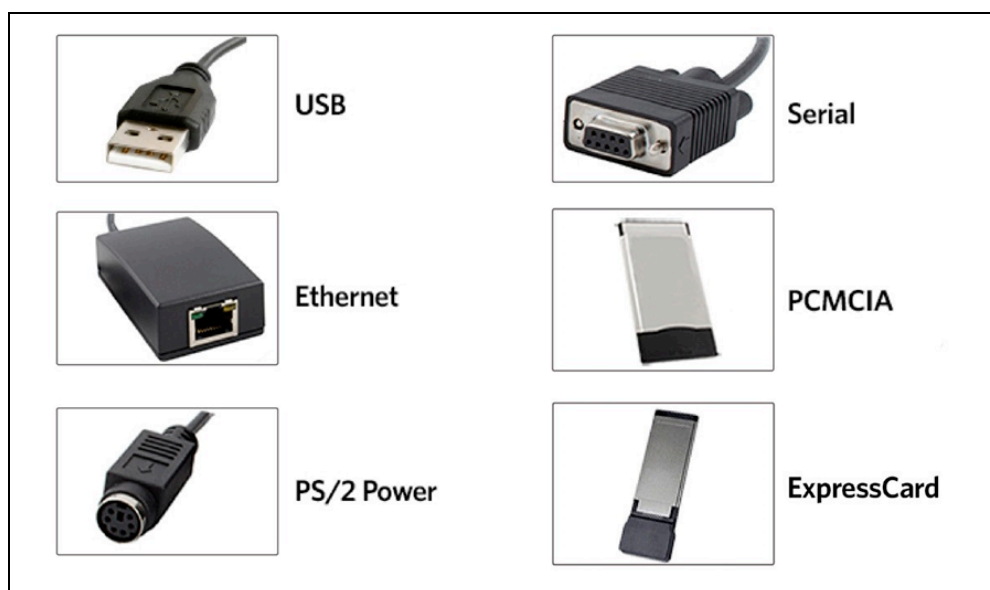 USB
Serial
Ethernet
PCMCIA
PS/2 Power
ExpressCard